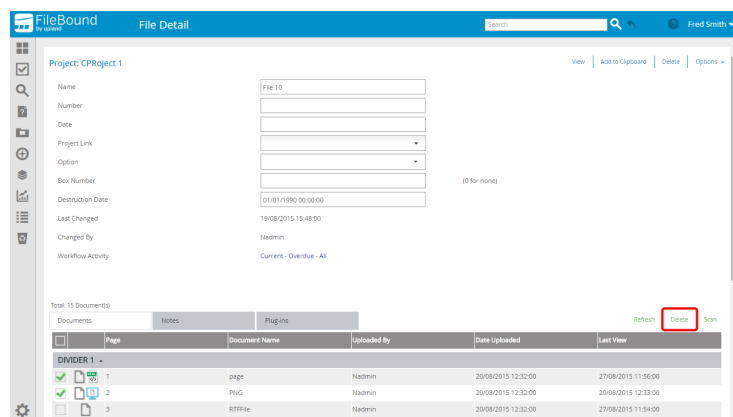 FileBound
by upland
File Detail
Search
Fred Smith
Project: CPRoject 1
View Add to Clipboard Delete Options
Name File 10
Number
Date
Project Link
Option
Box Number (0 for none)
Destruction Date 01/01/1990 00:00:00
Last Changed 19/08/2015 15:48:00
Changed By Nadmin
Workflow Activity Current - Overdue - All
Total: 15 Document(s)
Documents Notes Plug-ins Refresh Delete Scan
Page Document Name Uploaded By Date Uploaded Last View
DIVIDER 1
1 page Nadmin 20/08/2015 12:32:00 27/08/2015 11:56:00
2 PNG Nadmin 20/08/2015 12:32:00 20/08/2015 12:33:00
3 RTFFile Nadmin 20/08/2015 12:32:00 27/08/2015 11:54:00